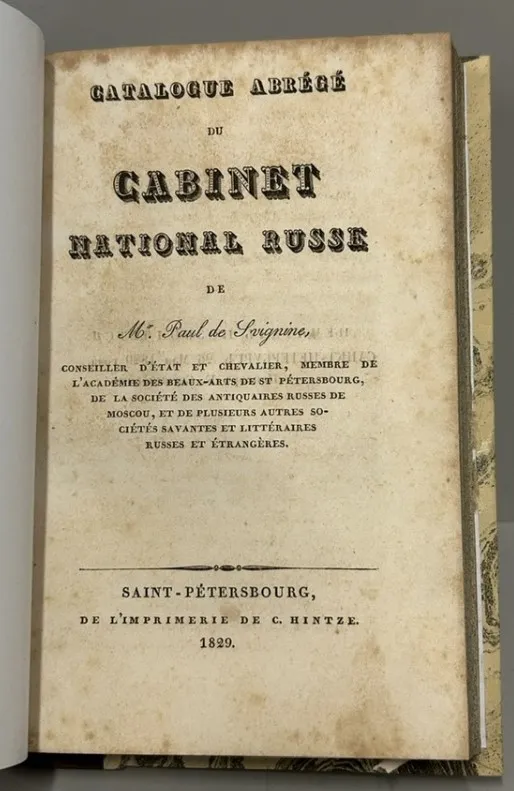 CATALOGUE ABRÉGÉ
DU
CABINET
NATIONAL RUSSE
DE
Mr. Paul de Svignine,
CONSEILLER D'ÉTAT ET CHEVALIER, MEMBRE DE
L'ACADÉMIE DES BEAUX-ARTS DE ST PÉTERSBOURG,
DE LA SOCIÉTÉ DES ANTIQUAIRES RUSSES DE
MOSCOU, ET DE PLUSIEURS AUTRES SO-
CIÉTÉS SAVANTES ET LITTÉRAIRES
RUSSES ET ÉTRANGÈRES.
SAINT-PÉTERSBOURG,
DE L'IMPRIMERIE DE C. HINTZE.
1829.